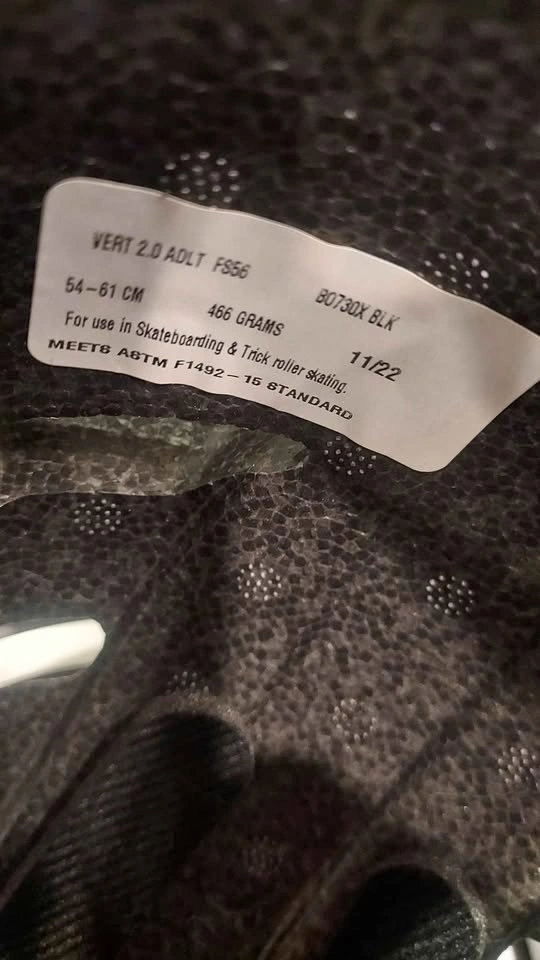 VERT 2.0 ADLT FS56 B0730X BLK
54-61 CM 466 GRAMS 11/22
For use in Skateboarding & Trick roller skating.
MEETS ASTM F1492-15 STANDARD